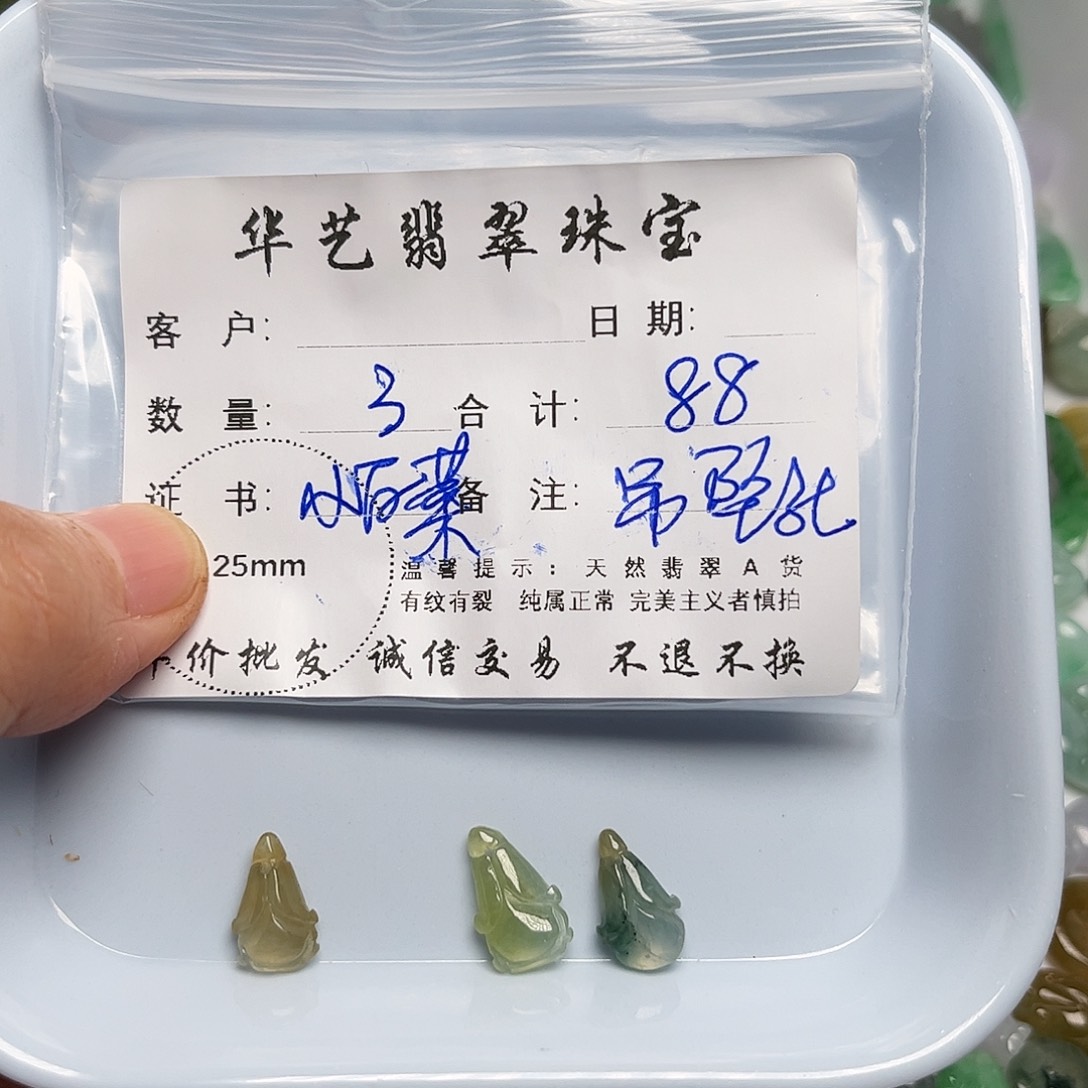 华艺翡翠珠宝
客 户: 日 期:
数 量: 3 合 计: 88
证 书: 小白菜 备 注: 吊坠
25mm 温馨提示:天然翡翠A货
有纹有裂 纯属正常 完美主义者慎拍
价批发 诚信交易 不退不换